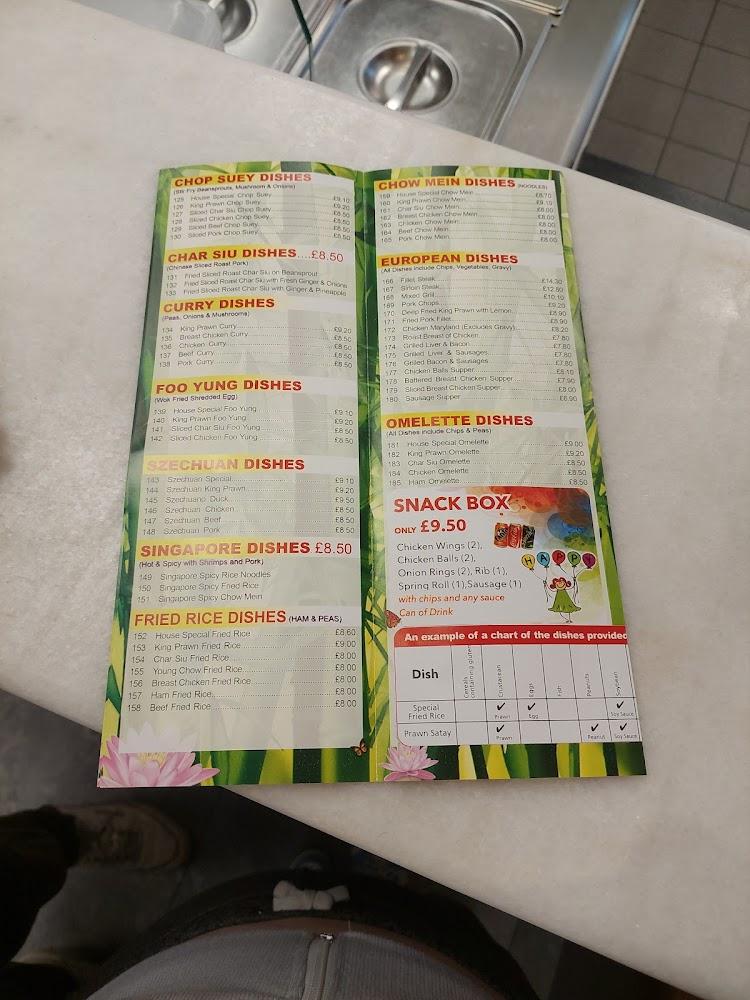 CHOP SUEY DISHES
(Stir Fry Beansprouts, Mushroom & Onions)
125 House Special Chop Suey £9.10
126 King Prawn Chop Suey £9.20
127 Sliced Char Siu Chop Suey £8.50
128 Sliced Chicken Chop Suey £8.50
129 Sliced Beef Chop Suey £8.50
130 Sliced Pork Chop Suey £8.50
CHAR SIU DISHES....£8.50
(Chinese Sliced Roast Pork)
131 Fried Sliced Roast Char Siu on Beansprout
132 Fried Sliced Roast Char Siu with Fresh Ginger & Onions
133 Fried Sliced Roast Char Siu with Ginger & Pineapple
CURRY DISHES
(Peas, Onions & Mushrooms)
134 King Prawn Curry £9.20
135 Breast Chicken Curry £8.50
136 Chicken Curry £8.50
137 Beef Curry £8.50
138 Pork Curry £8.50
FOO YUNG DISHES
(Wok Fried Shredded Egg)
139 House Special Foo Yung £9.10
140 King Prawn Foo Yung £9.20
141 Sliced Char Siu Foo Yung £8.50
142 Sliced Chicken Foo Yung £8.50
SZECHUAN DISHES
143 Szechuan Special £9.10
144 Szechuan King Prawn £9.20
145 Szechuano Duck £9.50
146 Szechuan Chicken £8.50
147 Szechuan Beef £8.50
148 Szechuan Pork £8.50
SINGAPORE DISHES £8.50
(Hot & Spicy with Shrimps and Pork)
149 Singapore Spicy Rice Noodles
150 Singapore Spicy Fried Rice
151 Singapore Spicy Chow Mein
FRIED RICE DISHES (HAM & PEAS)
152 House Special Fried Rice £8.60
153 King Prawn Fried Rice £9.00
154 Char Siu Fried Rice £8.00
155 Young Chow Fried Rice £8.00
156 Breast Chicken Fried Rice £8.00
157 Ham Fried Rice £8.00
158 Beef Fried Rice £8.00
CHOW MEIN DISHES (NOODLES)
159 House Special Chow Mein £8.70
160 King Prawn Chow Mein £9.10
161 Char Siu Chow Mein £8.00
162 Breast Chicken Chow Mein £8.00
163 Chicken Chow Mein £8.00
164 Beef Chow Mein £8.00
165 Pork Chow Mein £8.00
EUROPEAN DISHES
(All Dishes include Chips, Vegetables, Gravy)
166 Fillet Steak £14.30
167 Sirloin Steak £12.80
168 Mixed Grill £10.10
169 Pork Chops £9.20
170 Deep Fried King Prawn with Lemon £8.90
171 Fried Pork Fillet £8.90
172 Chicken Maryland (Excludes Gravy) £8.20
173 Roast Breast of Chicken £7.80
174 Grilled Liver & Bacon £7.80
175 Grilled Liver & Sausages £7.80
176 Grilled Bacon & Sausages £7.80
177 Chicken Balls Supper £8.10
178 Battered Breast Chicken Supper £7.90
179 Sliced Breast Chicken Supper £8.00
180 Sausage Supper £6.90
OMELETTE DISHES
(All Dishes include Chips & Peas)
181 House Special Omelette £9.00
182 King Prawn Omelette £9.20
183 Char Siu Omelette £8.50
184 Chicken Omelette £8.50
185 Ham Omelette £8.50
SNACK BOX
ONLY £9.50
Chicken Wings (2),
Chicken Balls (2),
Onion Rings (2), Rib (1),
Spring Roll (1),Sausage (1)
with chips and any sauce
Can of Drink
HAPPY
An example of a chart of the dishes provided
Dish
Cereals containing gluten
Crustacean
Eggs
Fish
Peanuts
Soybean
Special Fried Rice ✔ Prawn ✔ Egg ✔ Soy Sauce
Prawn Satay ✔ Prawn ✔ Peanut ✔ Soy Sauce